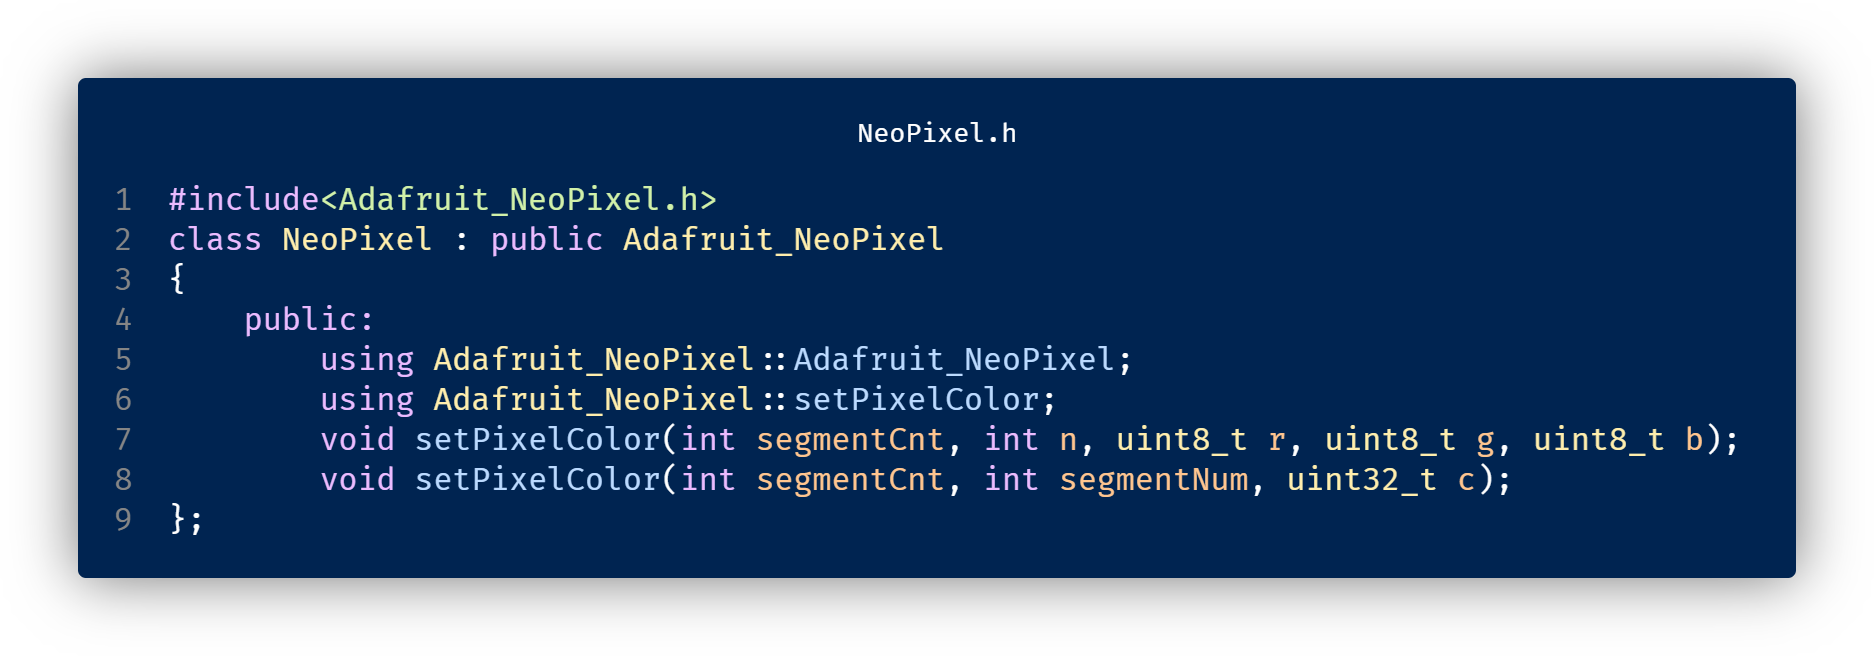 NeoPixel.h
1 #include<Adafruit_NeoPixel.h>
2 class NeoPixel : public Adafruit_NeoPixel
3 {
4     public:
5         using Adafruit_NeoPixel::Adafruit_NeoPixel;
6         using Adafruit_NeoPixel::setPixelColor;
7         void setPixelColor(int segmentCnt, int n, uint8_t r, uint8_t g, uint8_t b);
8         void setPixelColor(int segmentCnt, int segmentNum, uint32_t c);
9 };